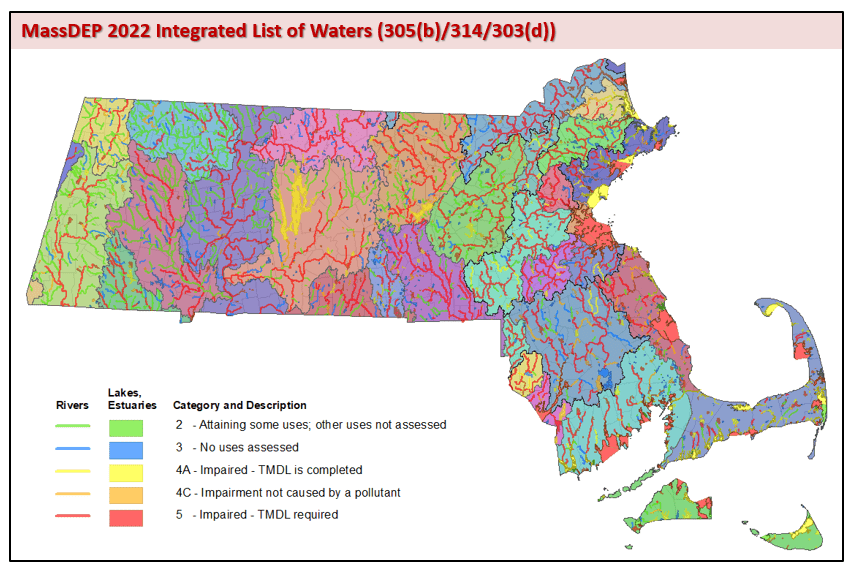 MassDEP 2022 Integrated List of Waters (305(b)/314/303(d))
Rivers
Lakes,
Estuaries
Category and Description
2 - Attaining some uses; other uses not assessed
3 - No uses assessed
4A - Impaired - TMDL is completed
4C - Impairment not caused by a pollutant
5 - Impaired - TMDL required